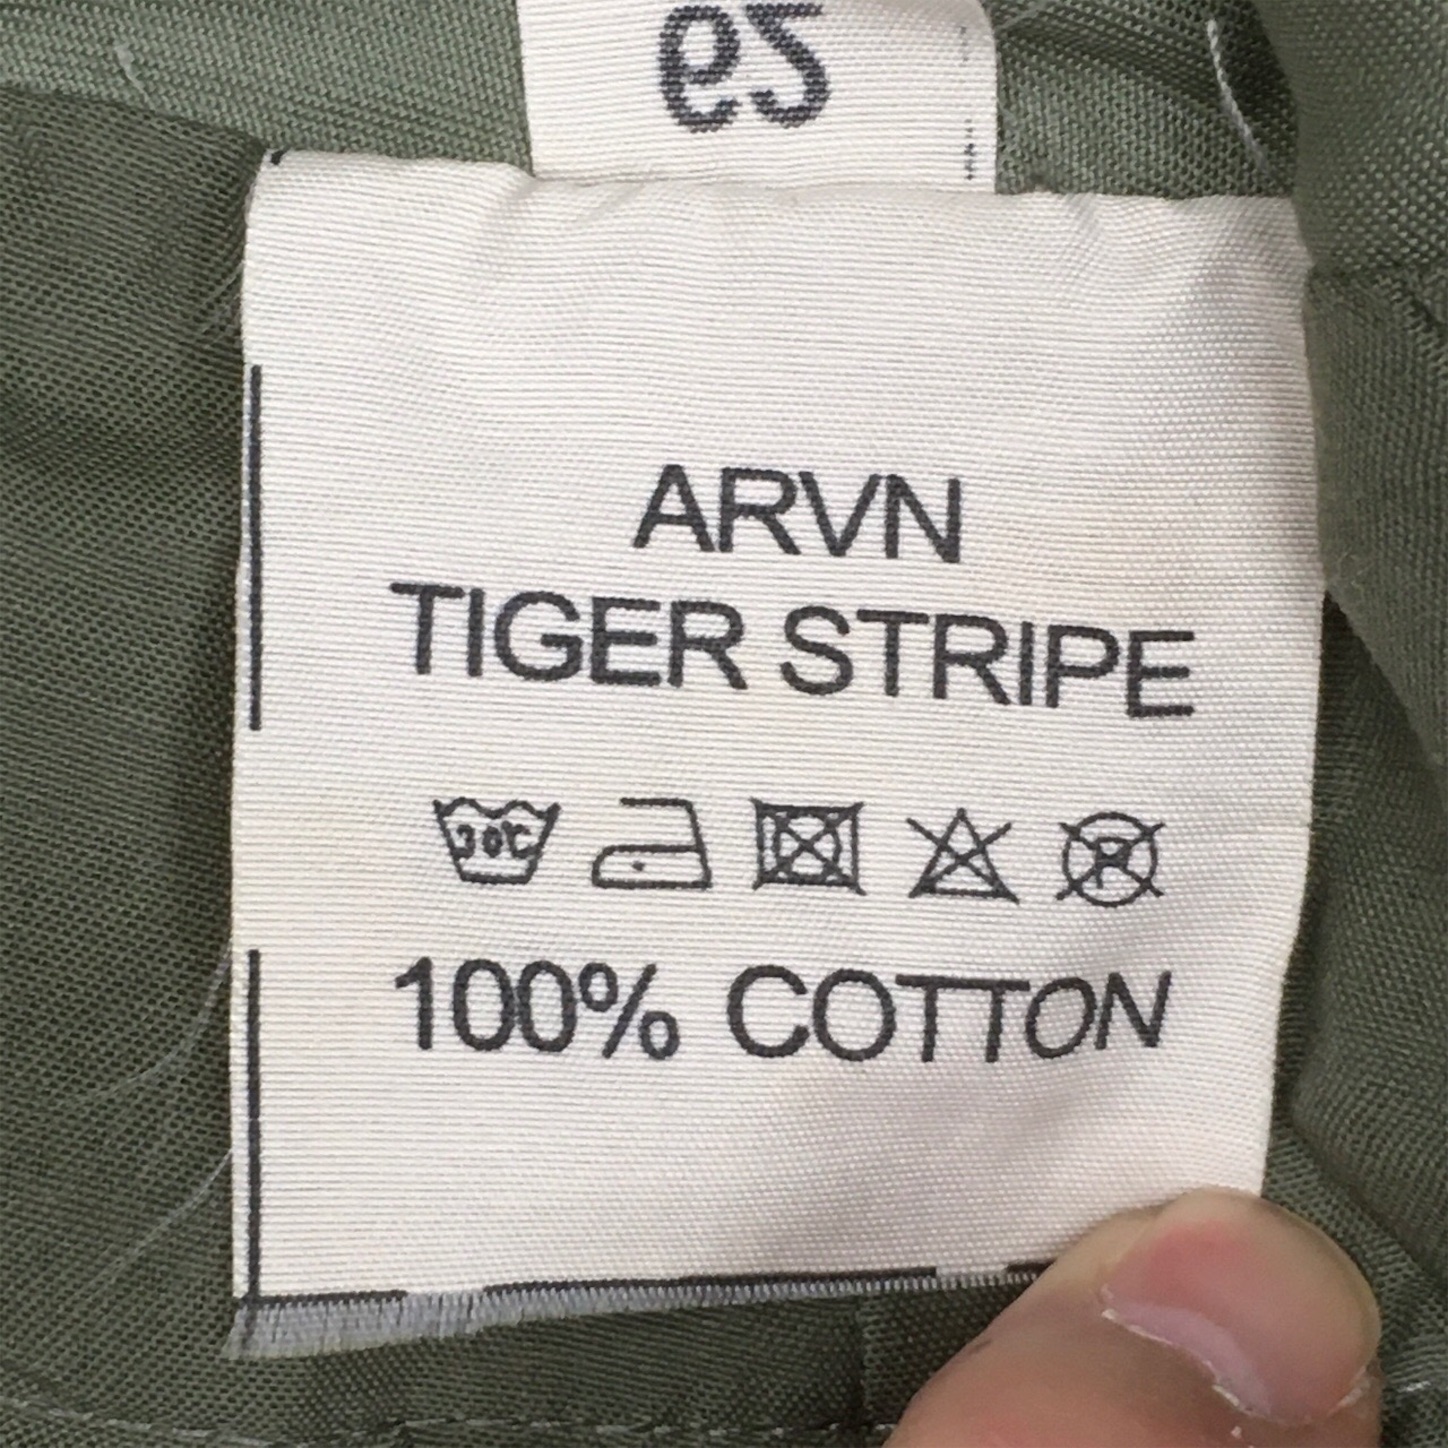 29
ARVN
TIGER STRIPE
30°C
P
100% COTTON